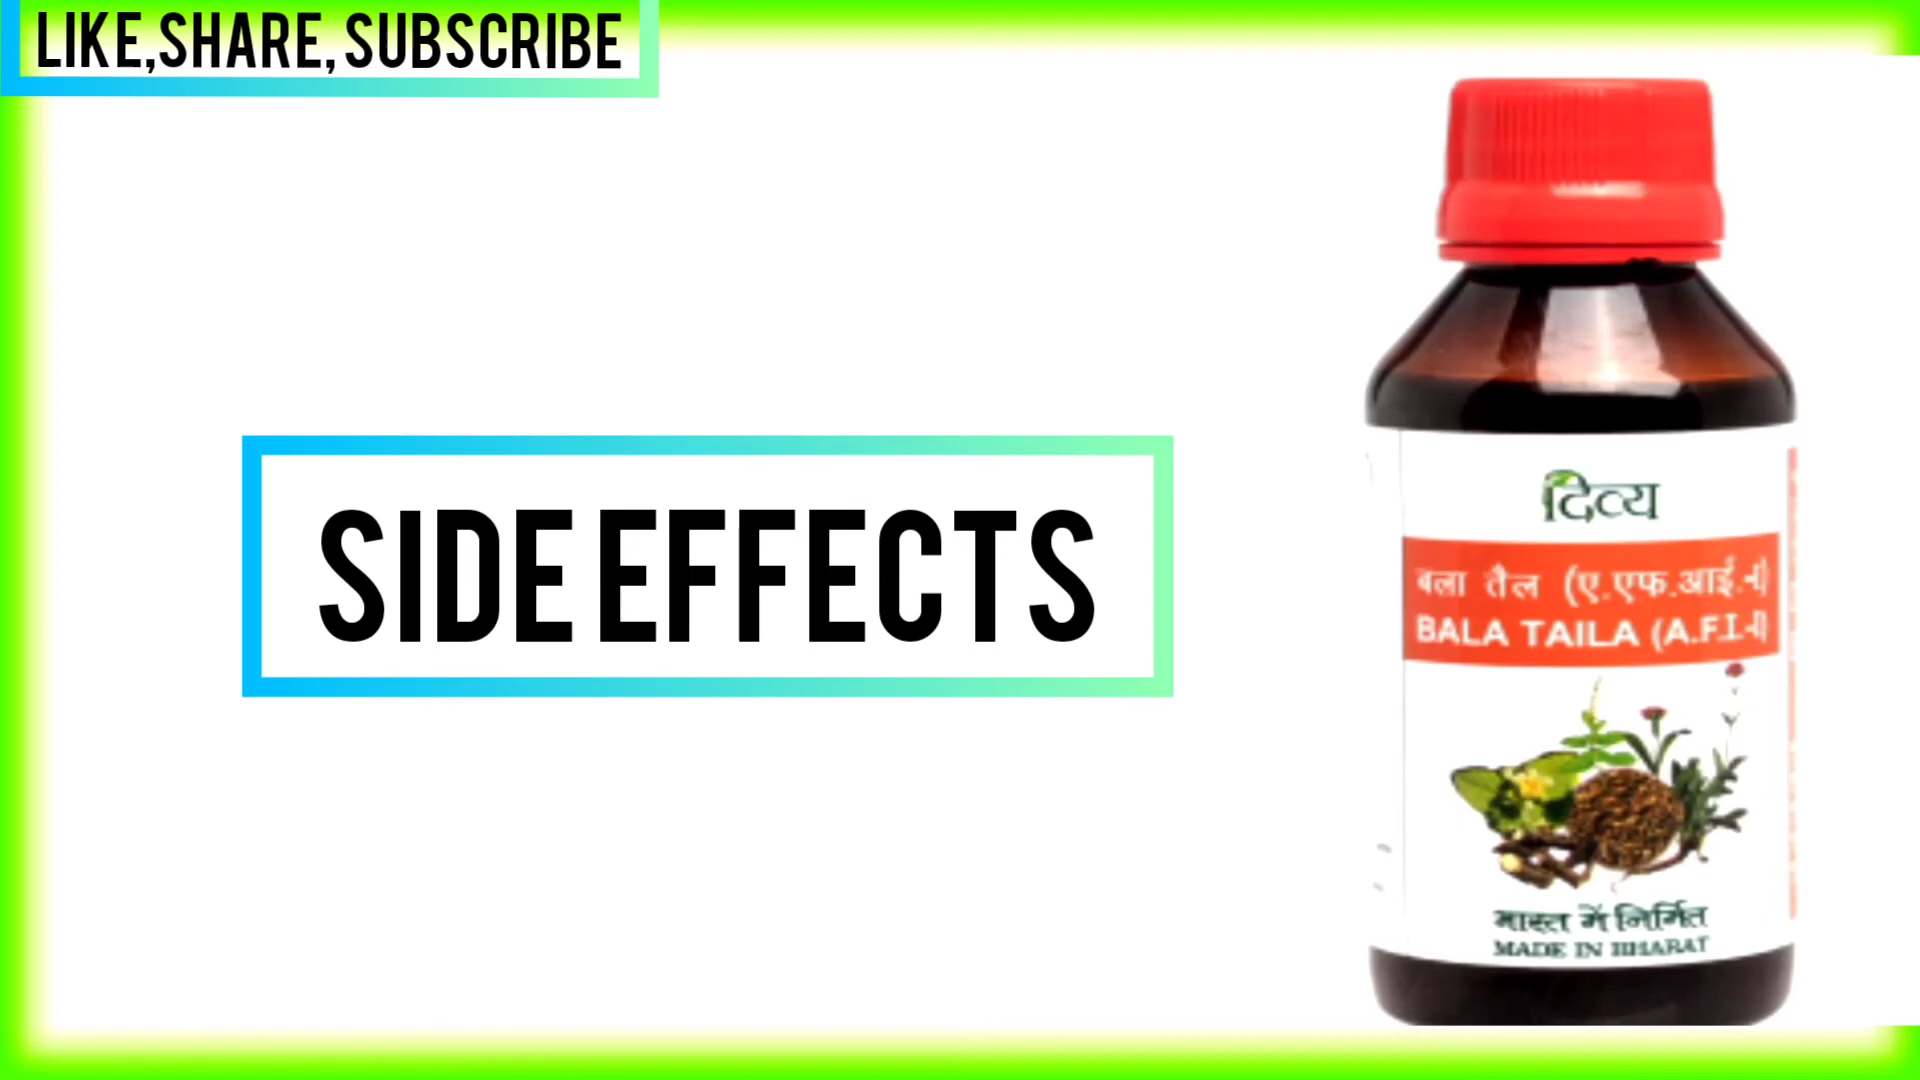 LIKE,SHARE, SUBSCRIBE
SIDE EFFECTS
दिव्य
बला तैल (ए.एफ.आई.-I)
BALA TAILA (A.F.I.-I)
भारत में निर्मित
MADE IN BHARAT